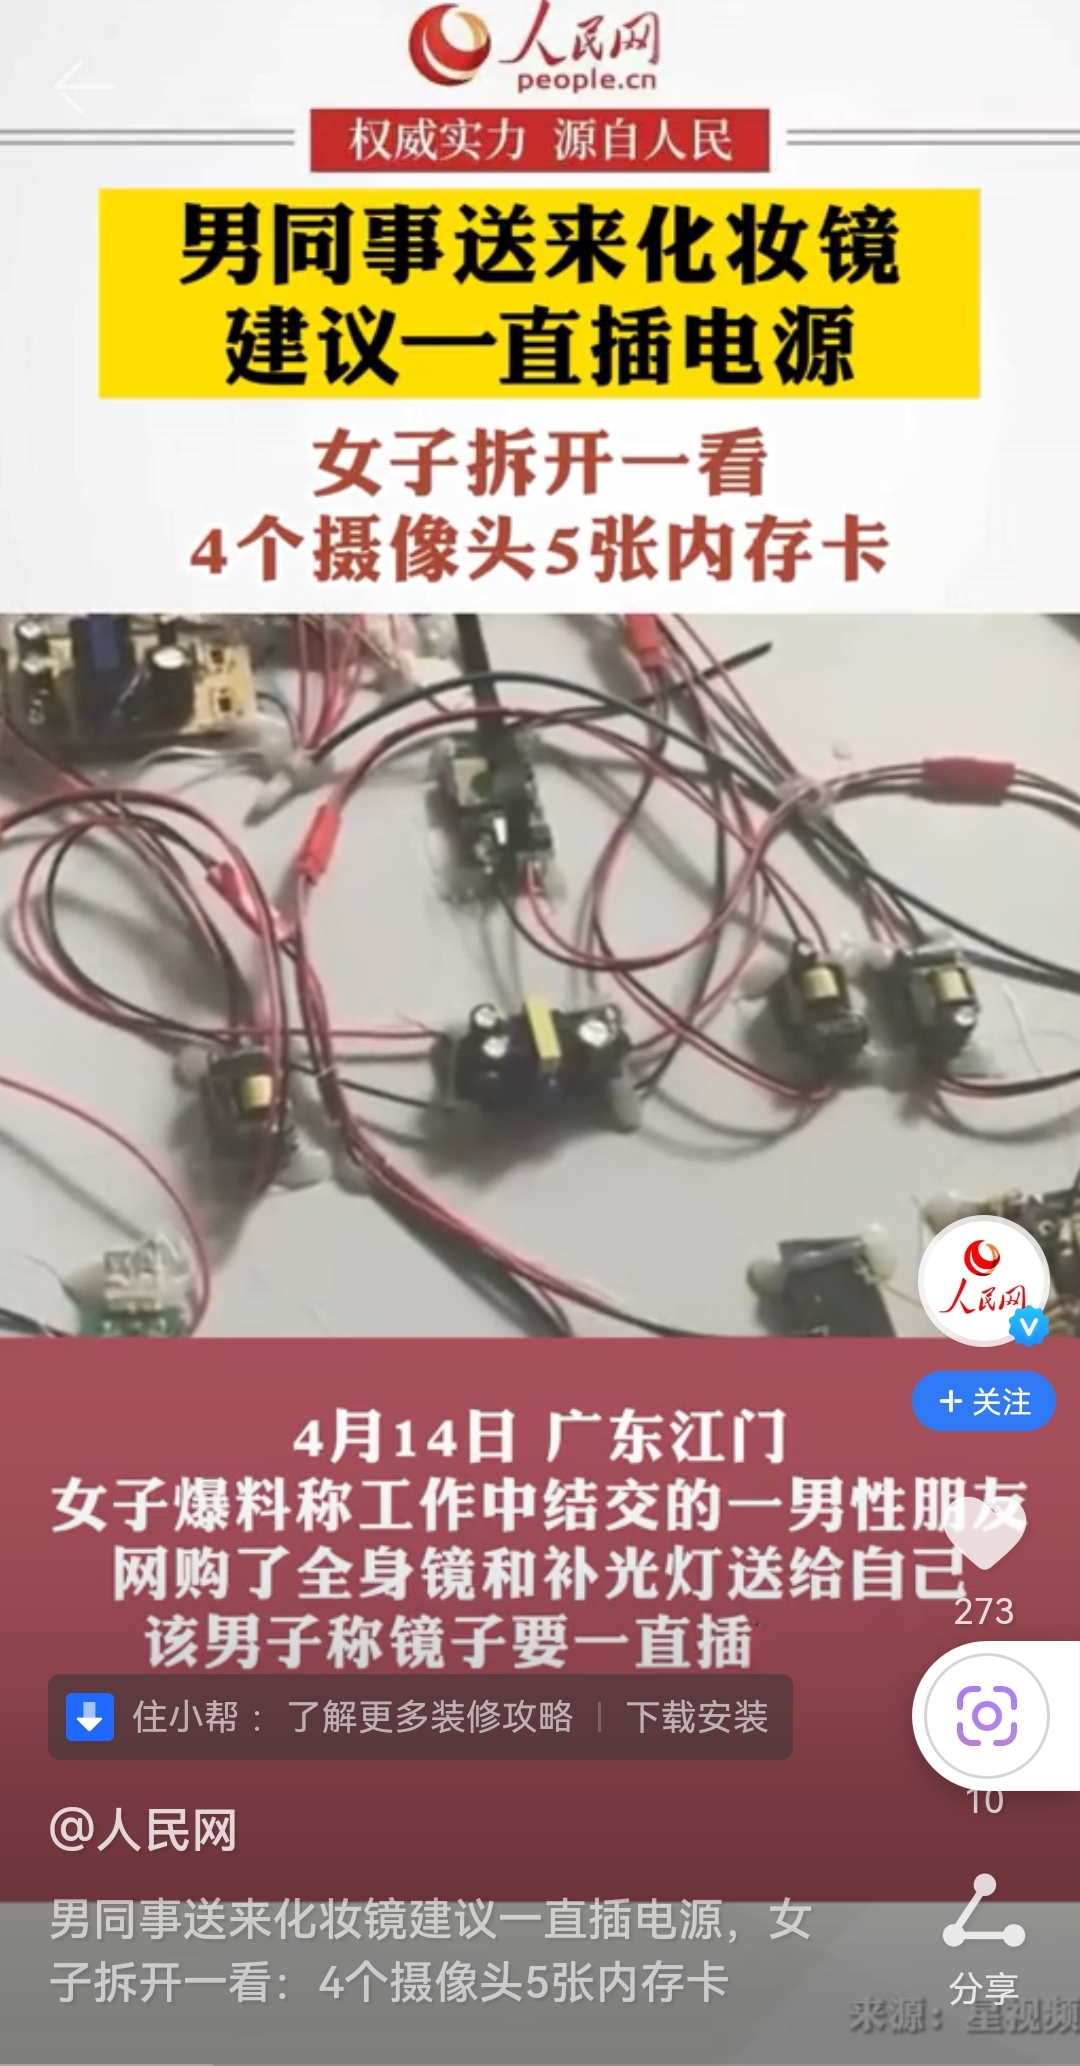 人民网
people.cn
权威实力 源自人民
男同事送来化妆镜
建议一直插电源
女子拆开一看
4个摄像头5张内存卡
人民网
+ 关注
4月14日 广东江门
女子爆料称工作中结交的一男性朋友
网购了全身镜和补光灯送给自己
该男子称镜子要一直插
273
住小帮：了解更多装修攻略 | 下载安装
10
@人民网
男同事送来化妆镜建议一直插电源，女
子拆开一看：4个摄像头5张内存卡
分享
来源：星视频